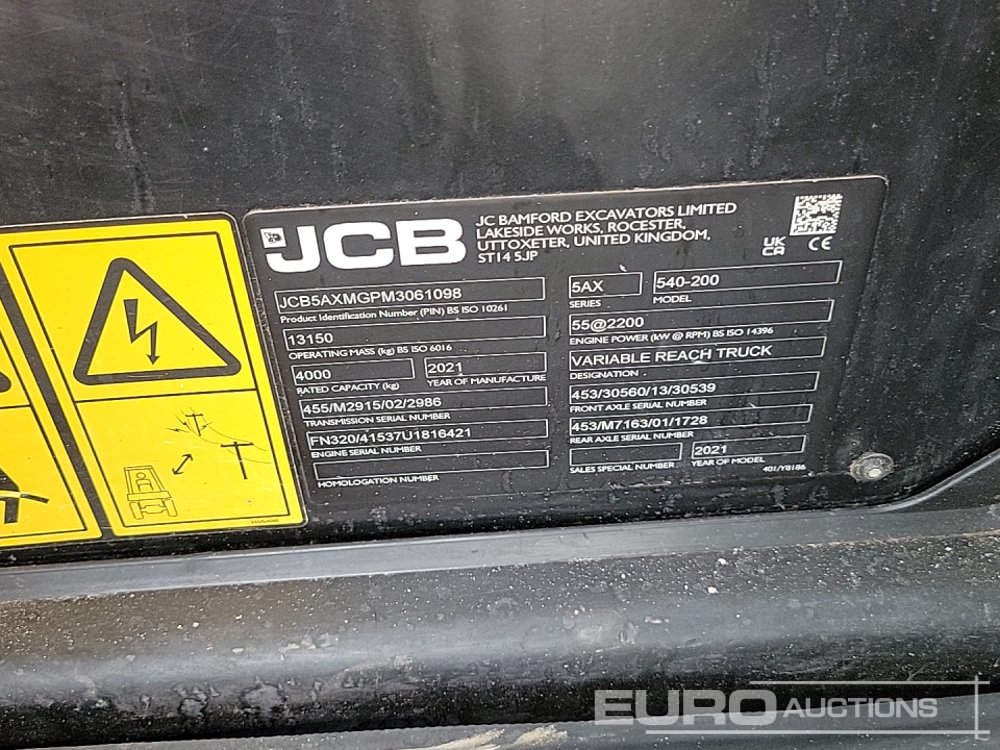 JCB
JC BAMFORD EXCAVATORS LIMITED
LAKESIDE WORKS, ROCESTER,
UTTOXETER, UNITED KINGDOM,
ST14 5JP
UK
CA
CE
JCB5AXMGPM3061098
Product Identification Number (PIN) BS ISO 10261
13150
OPERATING MASS (kg) BS ISO 6016
4000
RATED CAPACITY (kg)
2021
YEAR OF MANUFACTURE
455/M2915/02/2986
TRANSMISSION SERIAL NUMBER
FN320/41537U1816421
ENGINE SERIAL NUMBER
HOMOLOGATION NUMBER
5AX
SERIES
540-200
MODEL
55@2200
ENGINE POWER (kW @ RPM) BS ISO 14396
VARIABLE REACH TRUCK
DESIGNATION
453/30560/13/30539
FRONT AXLE SERIAL NUMBER
453/M7163/01/1728
REAR AXLE SERIAL NUMBER
SALES SPECIAL NUMBER
2021
YEAR OF MODEL
401/Y8186
EURO AUCTIONS